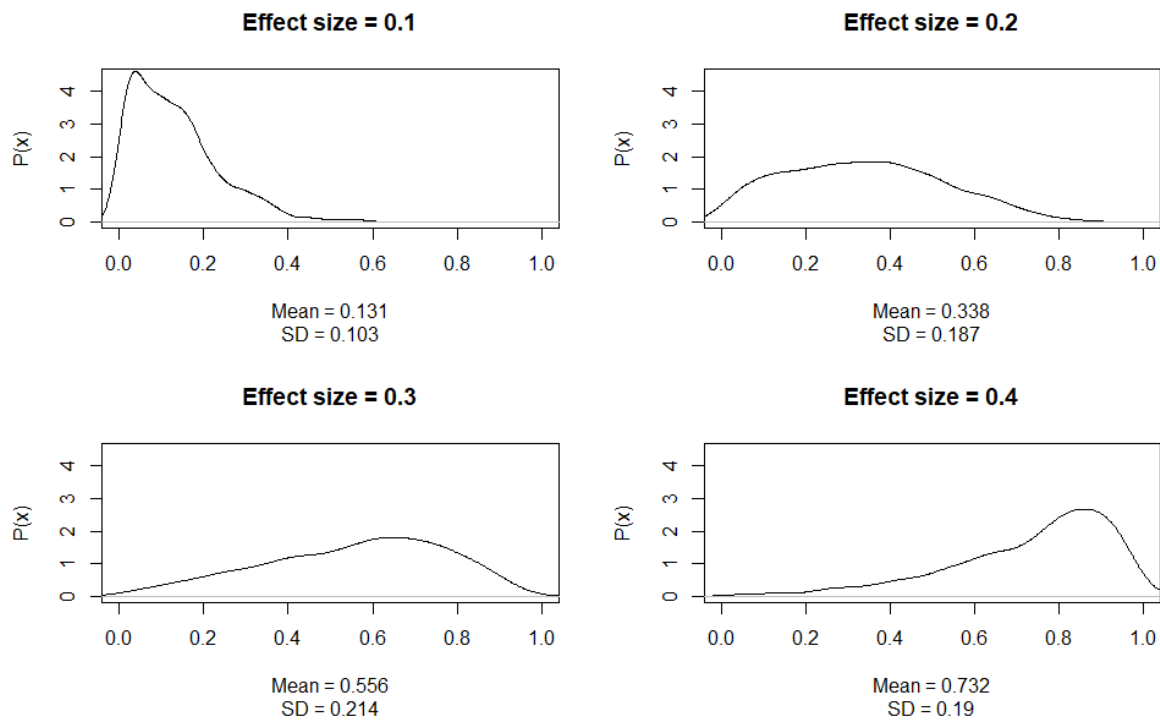 Effect size = 0.1
P(x)
4
3
2
1
0
0.0 0.2 0.4 0.6 0.8 1.0
Mean = 0.131
SD = 0.103
Effect size = 0.2
P(x)
4
3
2
1
0
0.0 0.2 0.4 0.6 0.8 1.0
Mean = 0.338
SD = 0.187
Effect size = 0.3
P(x)
4
3
2
1
0
0.0 0.2 0.4 0.6 0.8 1.0
Mean = 0.556
SD = 0.214
Effect size = 0.4
P(x)
4
3
2
1
0
0.0 0.2 0.4 0.6 0.8 1.0
Mean = 0.732
SD = 0.19